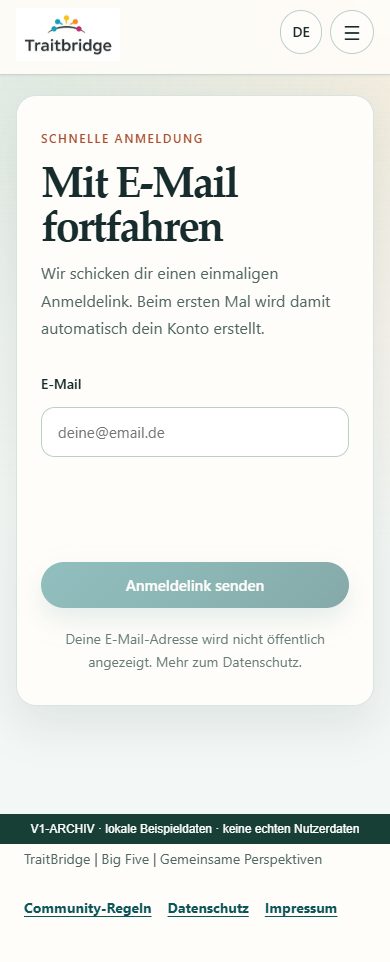 Traitbridge
DE
SCHNELLE ANMELDUNG
Mit E-Mail
fortfahren
Wir schicken dir einen einmaligen
Anmeldelink. Beim ersten Mal wird damit
automatisch dein Konto erstellt.
E-Mail
deine@email.de
Anmeldelink senden
Deine E-Mail-Adresse wird nicht öffentlich
angezeigt. Mehr zum Datenschutz.
V1-ARCHIV · lokale Beispieldaten · keine echten Nutzerdaten
TraitBridge | Big Five | Gemeinsame Perspektiven
Community-Regeln Datenschutz Impressum